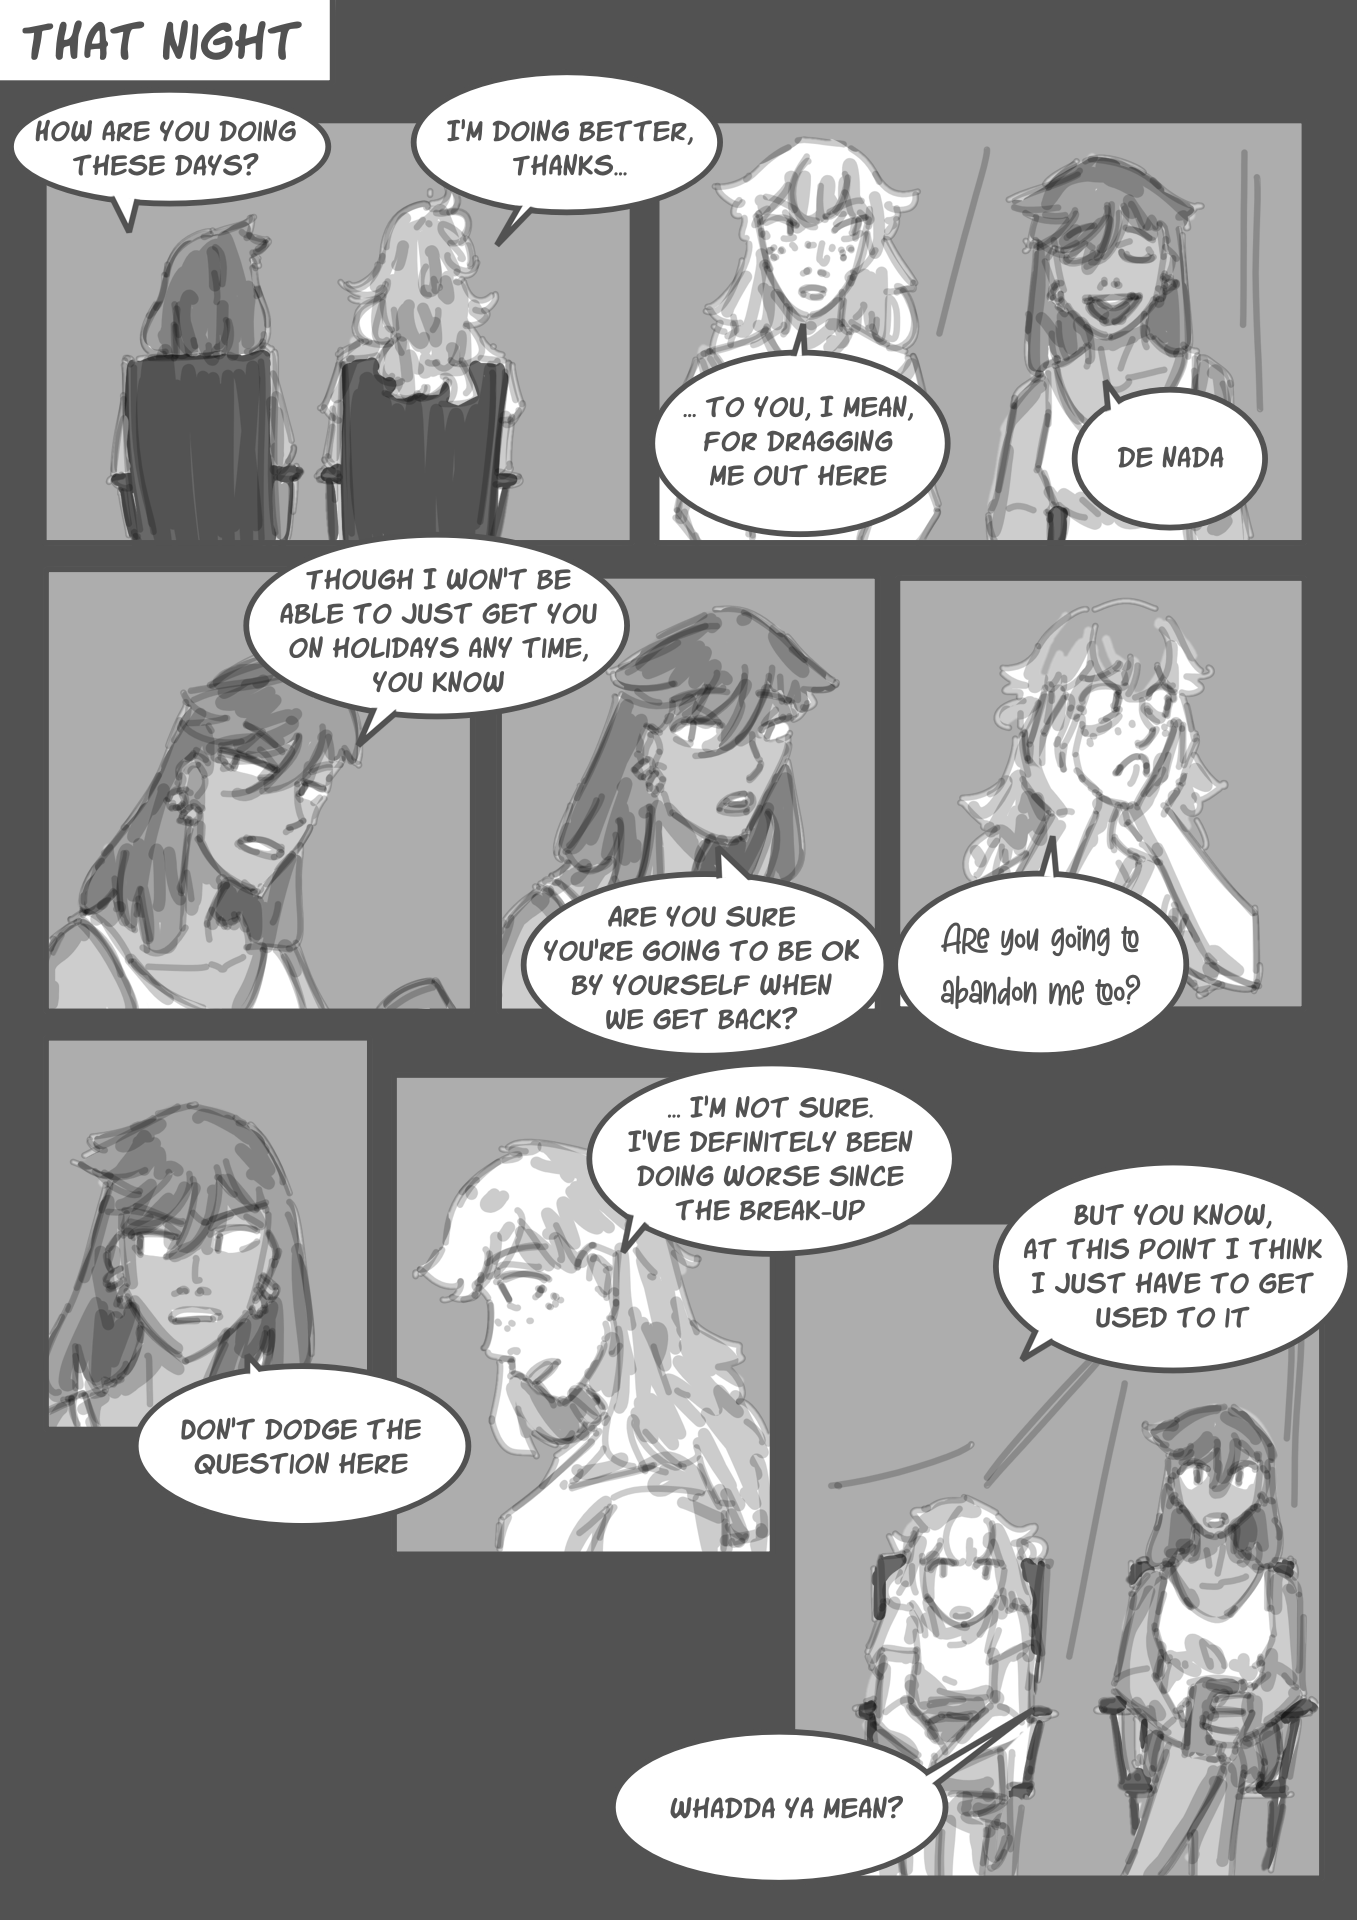 THAT NIGHT
HOW ARE YOU DOING
THESE DAYS?
I'M DOING BETTER,
THANKS...
... TO YOU, I MEAN,
FOR DRAGGING
ME OUT HERE
DE NADA
THOUGH I WON'T BE
ABLE TO JUST GET YOU
ON HOLIDAYS ANY TIME,
YOU KNOW
ARE YOU SURE
YOU'RE GOING TO BE OK
BY YOURSELF WHEN
WE GET BACK?
Are you going to
abandon me too?
DON'T DODGE THE
QUESTION HERE
... I'M NOT SURE.
I'VE DEFINITELY BEEN
DOING WORSE SINCE
THE BREAK-UP
BUT YOU KNOW,
AT THIS POINT I THINK
I JUST HAVE TO GET
USED TO IT
WHADDA YA MEAN?